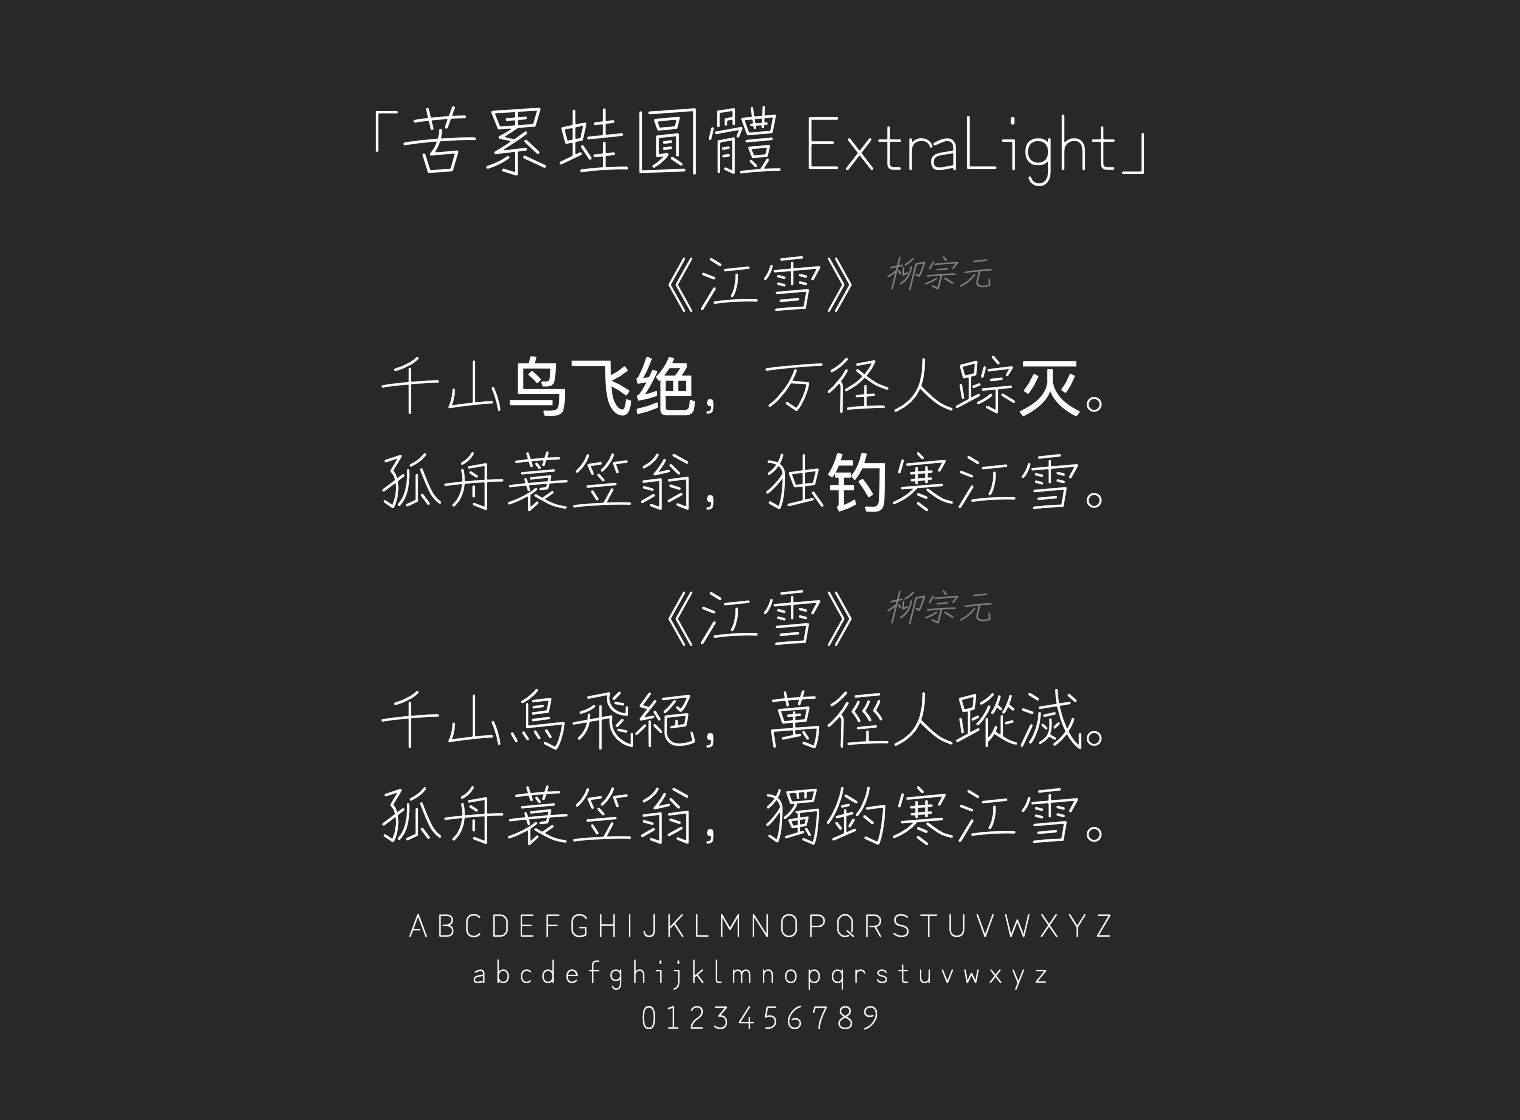 「苦累蛙圓體 ExtraLight」
《江雪》 柳宗元
千山鸟飞绝，万径人踪灭。
孤舟蓑笠翁，独钓寒江雪。
《江雪》 柳宗元
千山鳥飛絕，萬徑人蹤滅。
孤舟蓑笠翁，獨釣寒江雪。
A B C D E F G H I J K L M N O P Q R S T U V W X Y Z
a b c d e f g h i j k l m n o p q r s t u v w x y z
0 1 2 3 4 5 6 7 8 9